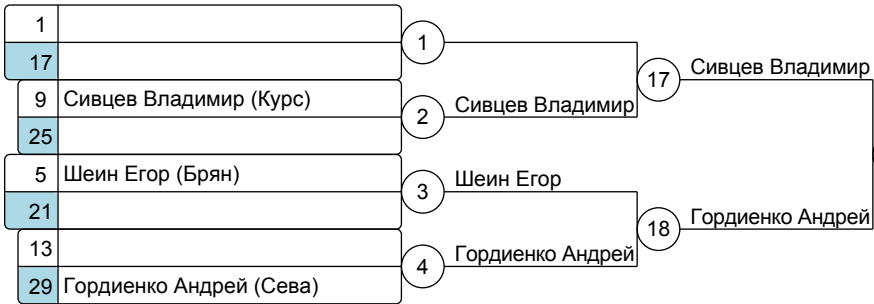 1
17
1
9 Сивцев Владимир (Курс)
25
2
Сивцев Владимир
17
Сивцев Владимир
5 Шеин Егор (Брян)
21
3
Шеин Егор
13
29 Гордиенко Андрей (Сева)
4
Гордиенко Андрей
18
Гордиенко Андрей